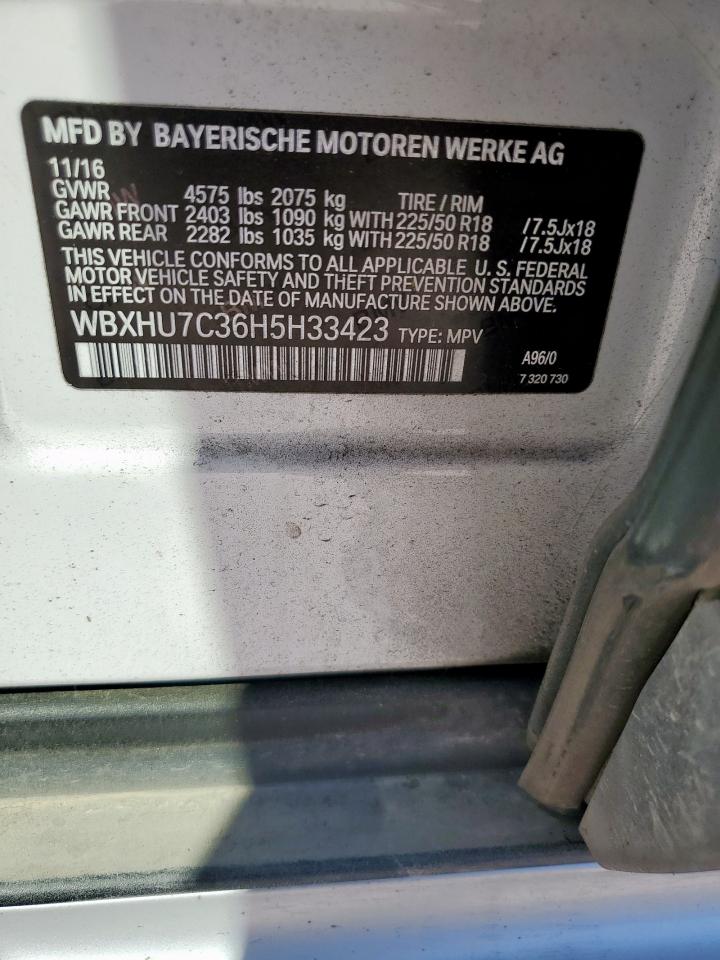 MFD BY BAYERISCHE MOTOREN WERKE AG
11/16
GVWR 4575 lbs 2075 kg TIRE / RIM
GAWR FRONT 2403 lbs 1090 kg WITH 225/50 R18 /7.5Jx18
GAWR REAR 2282 lbs 1035 kg WITH 225/50 R18 /7.5Jx18
THIS VEHICLE CONFORMS TO ALL APPLICABLE U. S. FEDERAL
MOTOR VEHICLE SAFETY AND THEFT PREVENTION STANDARDS
IN EFFECT ON THE DATE OF MANUFACTURE SHOWN ABOVE.
WBXHU7C36H5H33423 TYPE: MPV
A96/0
7 320 730